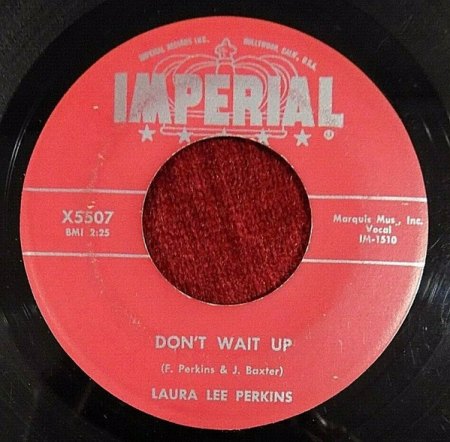 IMPERIAL RECORDS INC. HOLLYWOOD, CALIF., U.S.A.
IMPERIAL
X5507
BMI 2:25
Marquis Mus., Inc.
Vocal
IM-1510
DON'T WAIT UP
(F. Perkins & J. Baxter)
LAURA LEE PERKINS